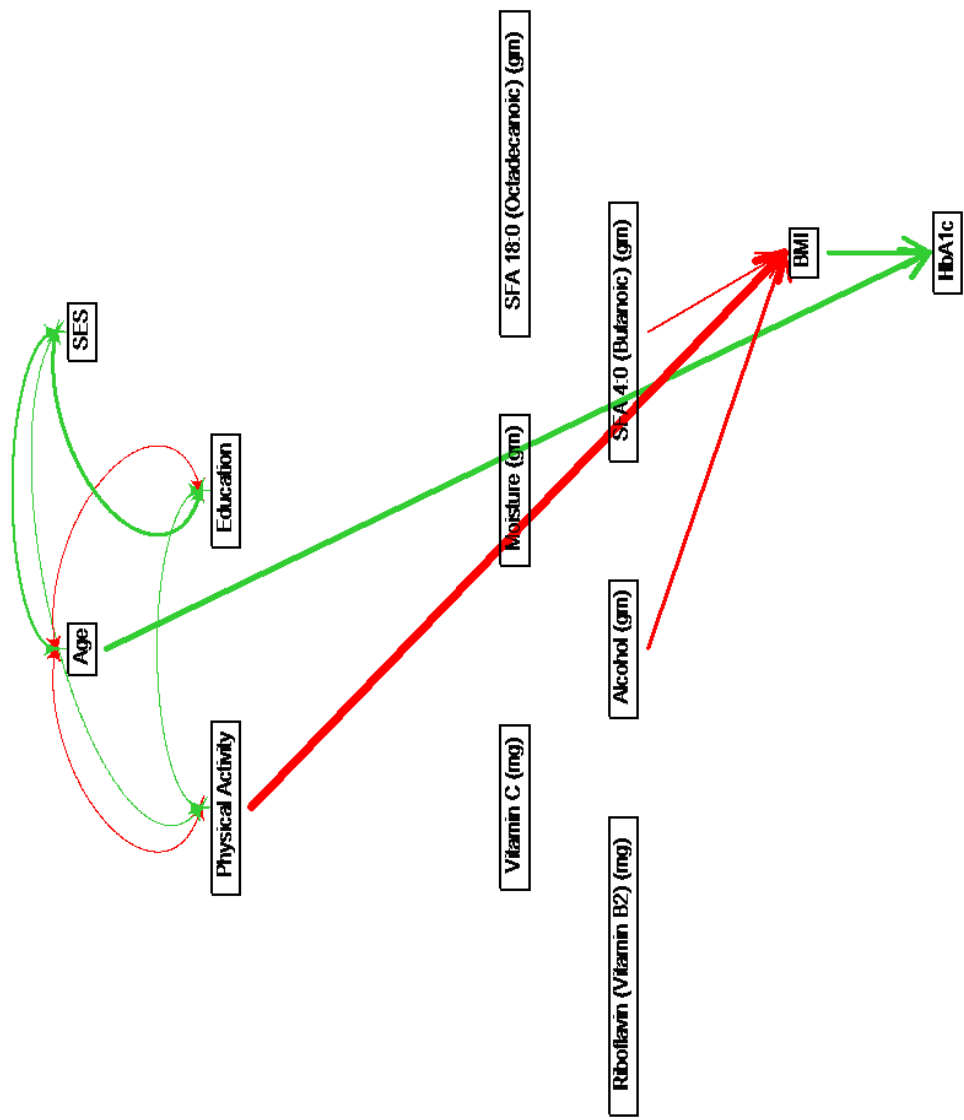 SES
Age
Education
Physical Activity
SFA 18:0 (Octadecanoic) (gm)
Moisture (gm)
Vitamin C (mg)
SFA 4:0 (Butanoic) (gm)
Alcohol (gm)
Riboflavin (Vitamin B2) (mg)
BMI
HbA1c